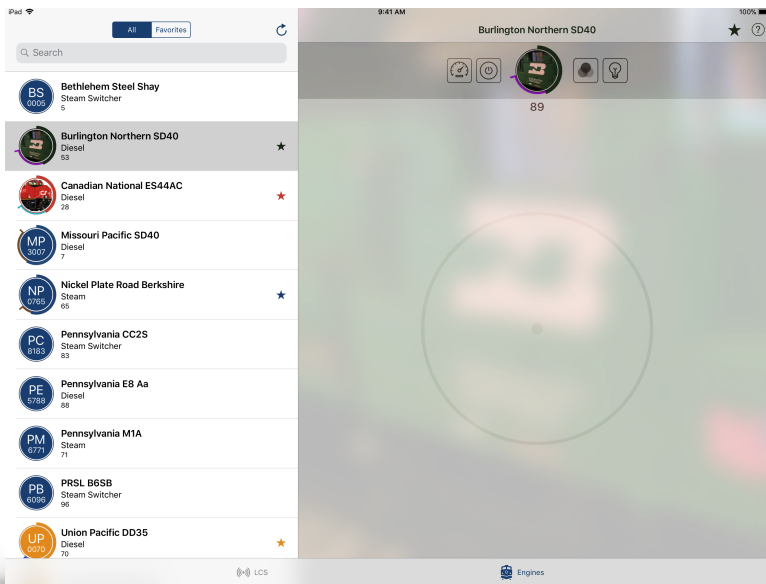 iPad
9:41 AM
100%
All
Favorites
Search
Burlington Northern SD40
89
BS
0005
Bethlehem Steel Shay
Steam Switcher
5
Burlington Northern SD40
Diesel
53
Canadian National ES44AC
Diesel
28
MP
3007
Missouri Pacific SD40
Diesel
7
NP
0765
Nickel Plate Road Berkshire
Steam
65
PC
8183
Pennsylvania CC2S
Steam Switcher
83
PE
5788
Pennsylvania E8 Aa
Diesel
88
PM
6771
Pennsylvania M1A
Steam
71
PB
6096
PRSL B6SB
Steam Switcher
96
UP
0070
Union Pacific DD35
Diesel
70
LCS
Engines